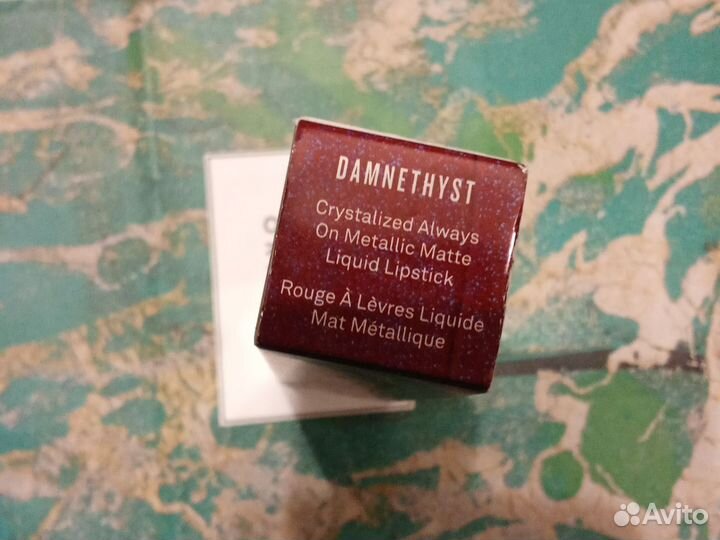 DAMNETHYST
Crystalized Always
On Metallic Matte
Liquid Lipstick
Rouge À Lèvres Liquide
Mat Métallique
Avito